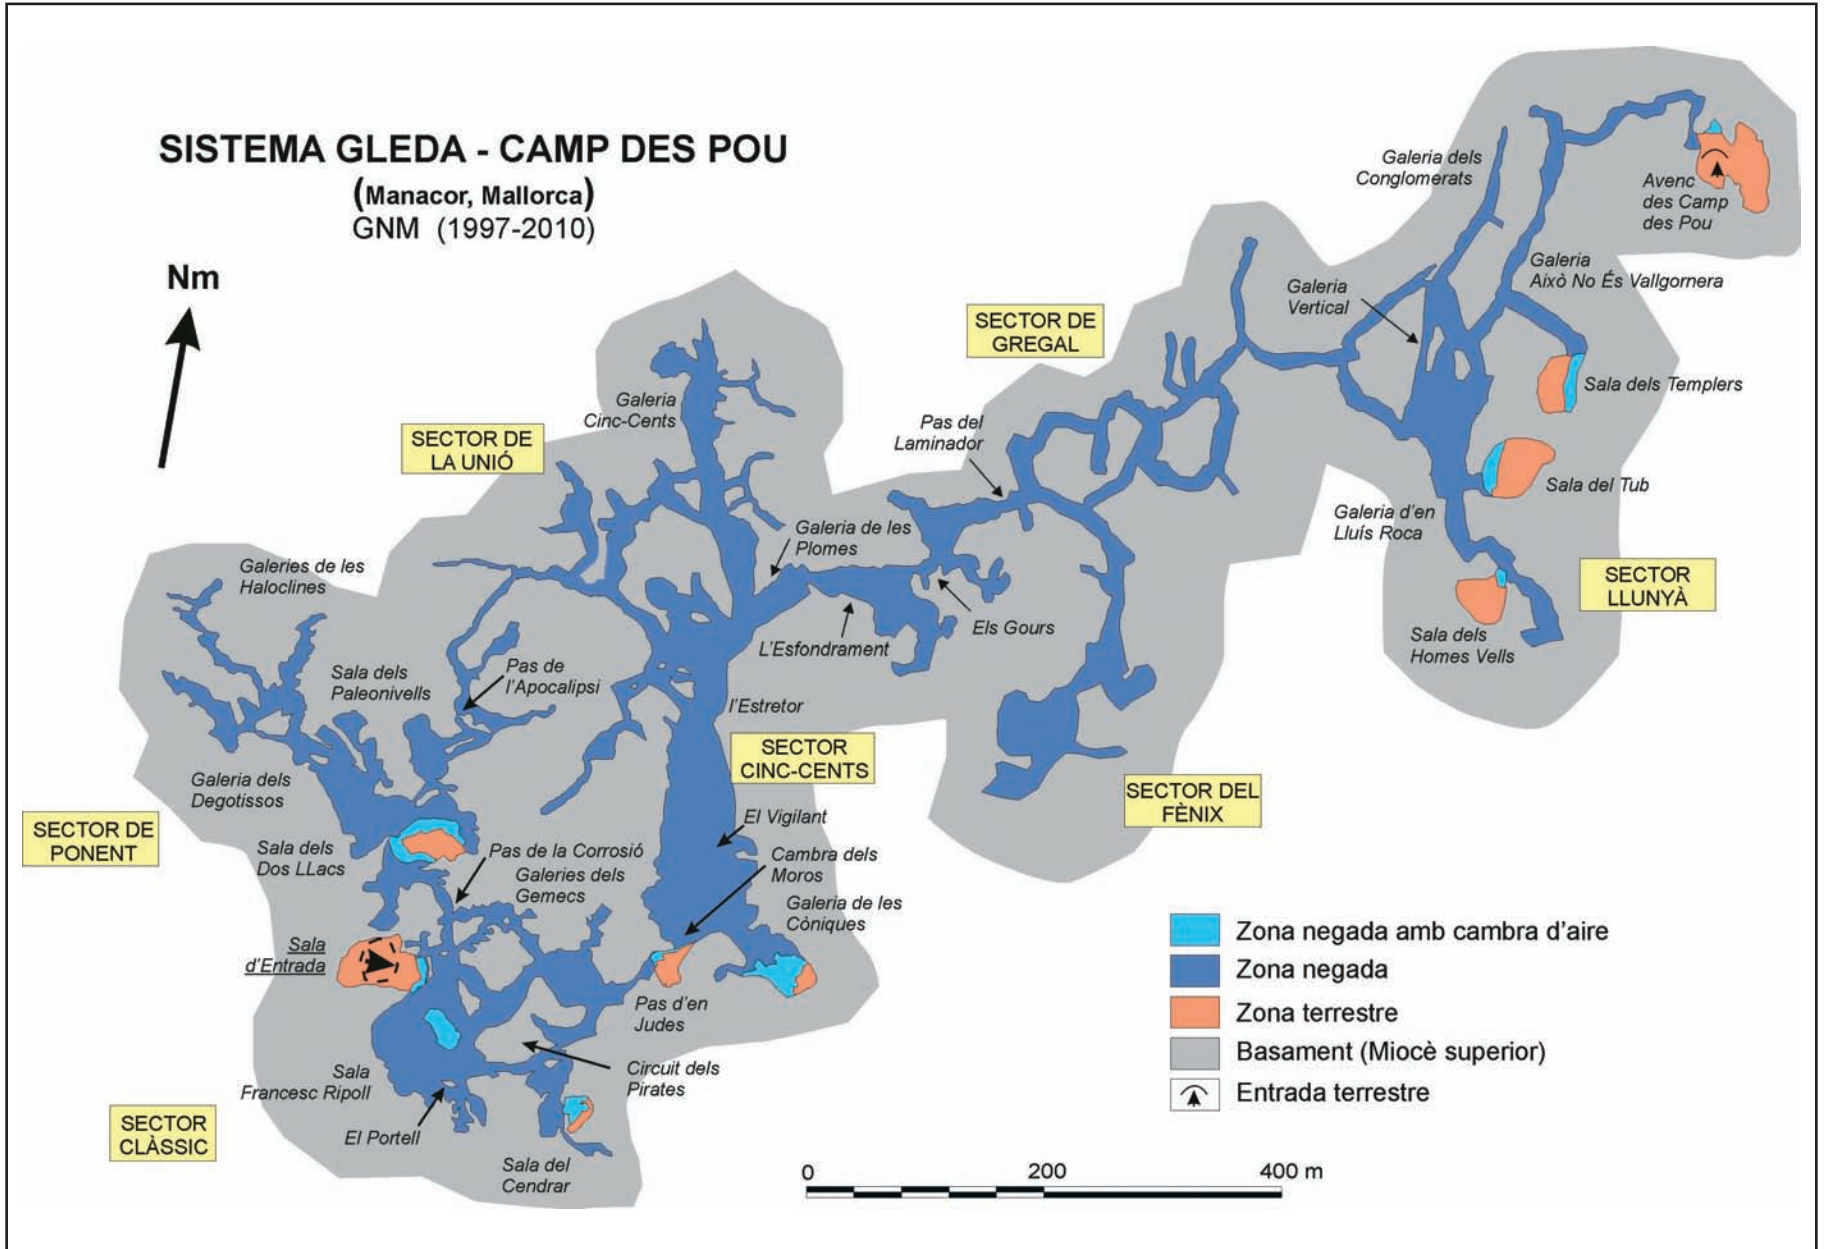 SISTEMA GLEDA - CAMP DES POU
(Manacor, Mallorca)
GNM (1997-2010)
Nm
Galeria dels
Conglomerats
Avenc
des Camp
des Pou
Galeria
Això No És Vallgornera
Galeria
Vertical
SECTOR DE
GREGAL
Sala dels Templers
Galeria
Cinc-Cents
Pas del
Laminador
SECTOR DE
LA UNIÓ
Sala del Tub
Galeria d'en
Lluís Roca
Galeria de les
Plomes
Galeries de les
Haloclines
SECTOR
LLUNYÀ
Els Gours
L'Esfondrament
Sala dels
Homes Vells
Sala dels
Paleonivells
Pas de
l'Apocalipsi
l'Estretor
SECTOR
CINC-CENTS
Galeria dels
Degotissos
SECTOR DEL
FÈNIX
El Vigilant
SECTOR DE
PONENT
Sala dels
Dos LLacs
Pas de la Corrosió
Galeries dels
Gemecs
Cambra dels
Moros
Galeria de les
Còniques
Sala
d'Entrada
Pas d'en
Judes
Sala
Francesc Ripoll
Circuit dels
Pirates
SECTOR
CLÀSSIC
El Portell
Sala del
Cendrar
Zona negada amb cambra d'aire
Zona negada
Zona terrestre
Basament (Miocè superior)
Entrada terrestre
0 200 400 m